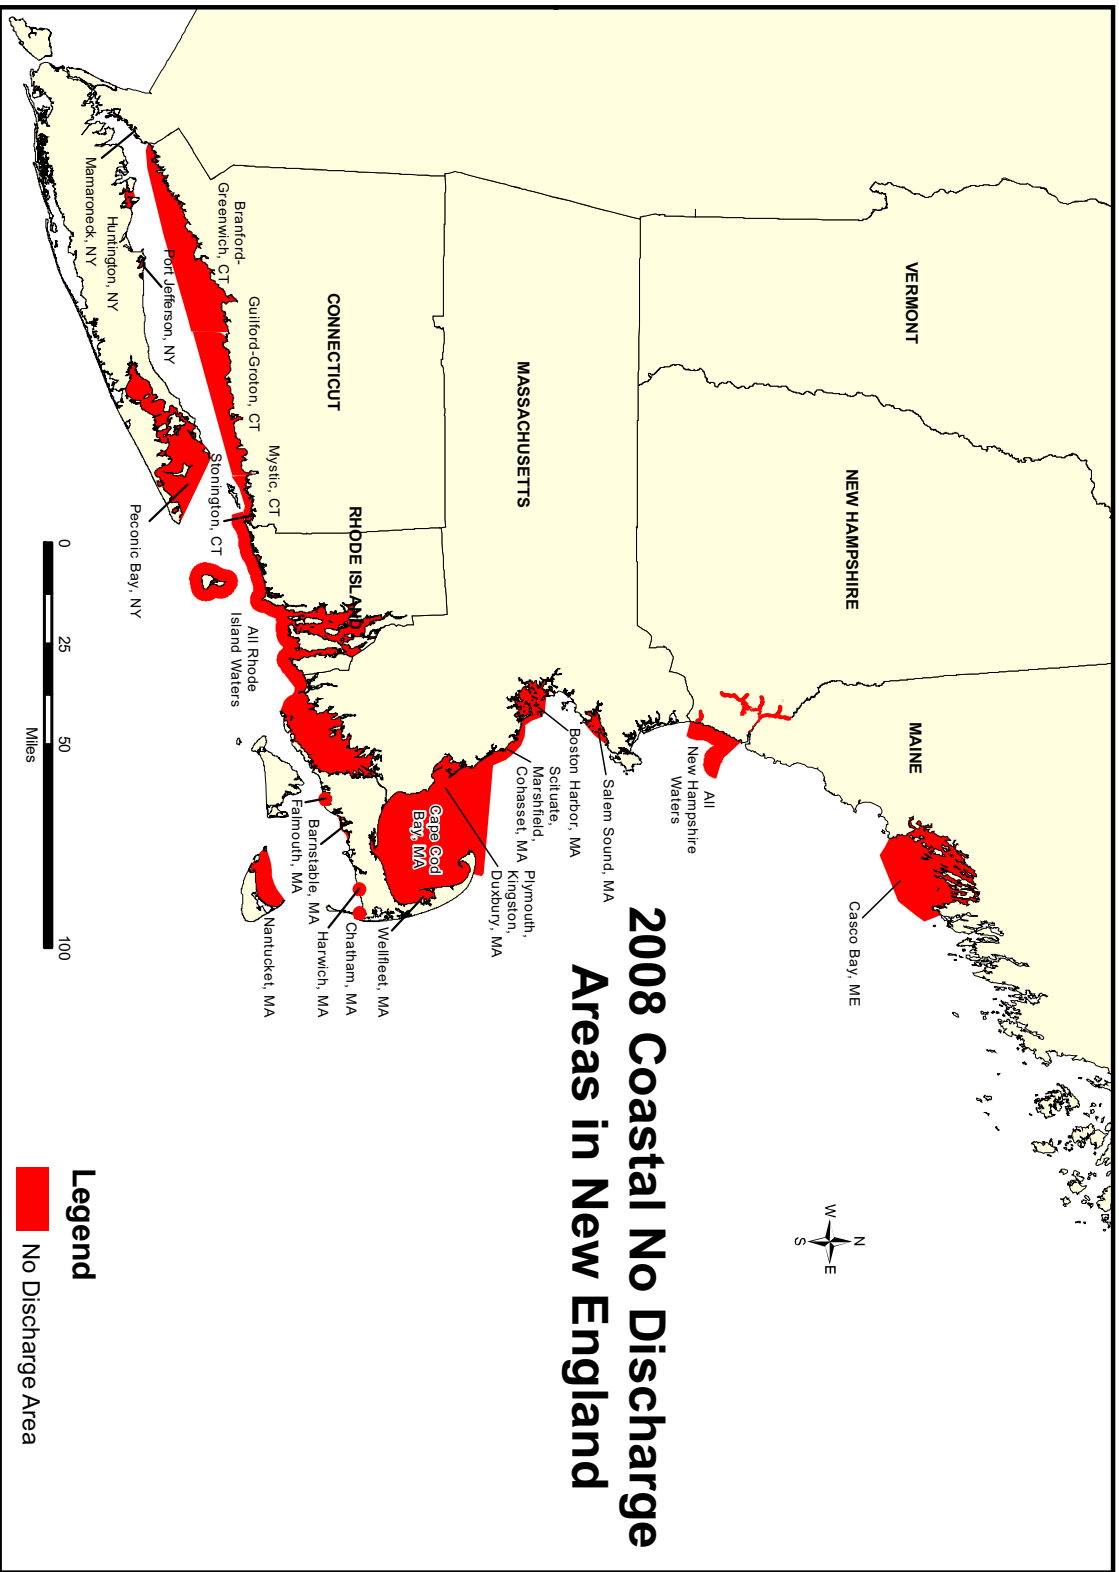 2008 Coastal No Discharge
Areas in New England
N
W
E
S
VERMONT
NEW HAMPSHIRE
MAINE
Casco Bay, ME
All
New Hampshire
Waters
MASSACHUSETTS
Salem Sound, MA
Boston Harbor, MA
Scituate,
Marshfield,
Cohasset, MA
Plymouth,
Kingston,
Duxbury, MA
Cape Cod
Bay, MA
Wellfleet, MA
Chatham, MA
Harwich, MA
Barnstable, MA
Falmouth, MA
Nantucket, MA
CONNECTICUT
RHODE ISLAND
Branford-
Greenwich, CT
Guilford-Groton, CT
Mystic, CT
Stonington, CT
All Rhode
Island Waters
Port Jefferson, NY
Huntington, NY
Mamaroneck, NY
Peconic Bay, NY
0
25
50
100
Miles
Legend
No Discharge Area